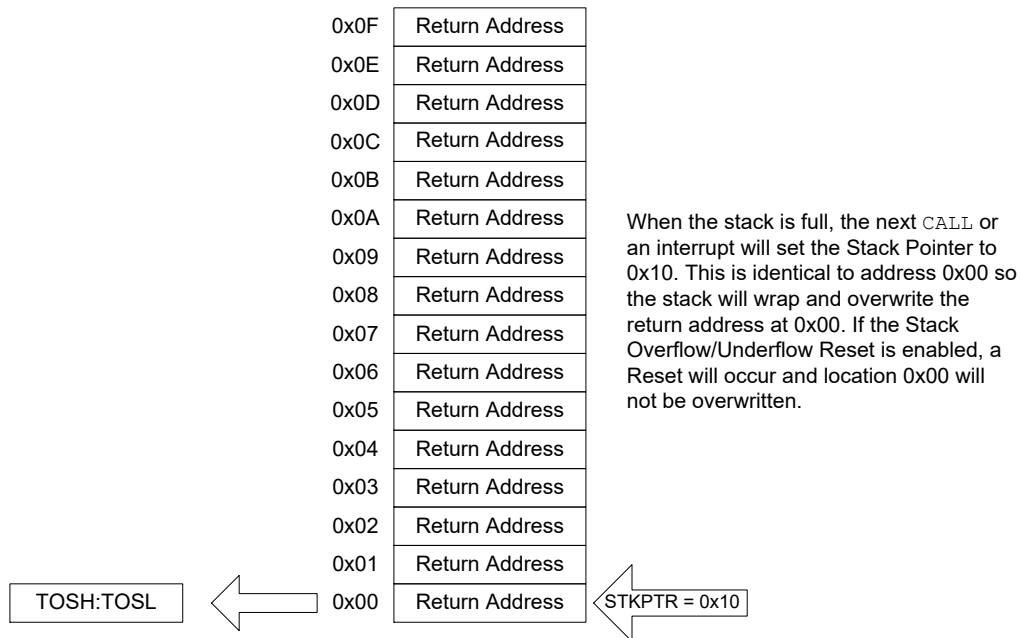 0x0F Return Address
0x0E Return Address
0x0D Return Address
0x0C Return Address
0x0B Return Address
0x0A Return Address
0x09 Return Address
0x08 Return Address
0x07 Return Address
0x06 Return Address
0x05 Return Address
0x04 Return Address
0x03 Return Address
0x02 Return Address
0x01 Return Address
TOSH:TOSL 0x00 Return Address STKPTR = 0x10
When the stack is full, the next CALL or
an interrupt will set the Stack Pointer to
0x10. This is identical to address 0x00 so
the stack will wrap and overwrite the
return address at 0x00. If the Stack
Overflow/Underflow Reset is enabled, a
Reset will occur and location 0x00 will
not be overwritten.